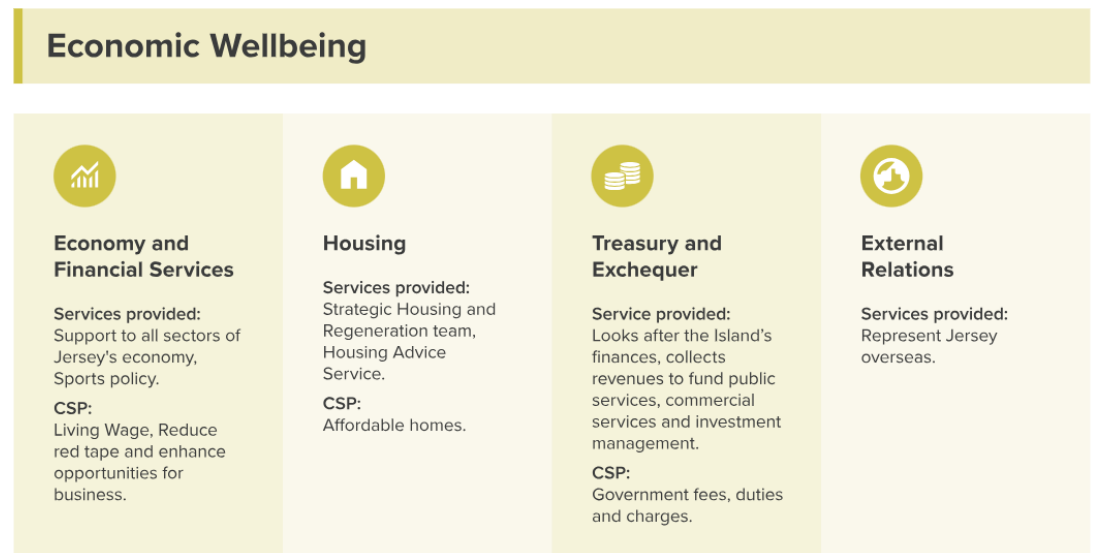 Economic Wellbeing
Economy and
Financial Services
Services provided:
Support to all sectors of
Jersey's economy,
Sports policy.
CSP:
Living Wage, Reduce
red tape and enhance
opportunities for
business.
Housing
Services provided:
Strategic Housing and
Regeneration team,
Housing Advice
Service.
CSP:
Affordable homes.
Treasury and
Exchequer
Service provided:
Looks after the Island’s
finances, collects
revenues to fund public
services, commercial
services and investment
management.
CSP:
Government fees, duties
and charges.
External
Relations
Services provided:
Represent Jersey
overseas.